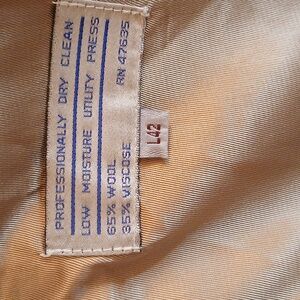 PROFESSIONALLY DRY CLEAN
LOW MOISTURE UTILITY PRESS
65% WOOL
35% VISCOSE RN 47635
L42